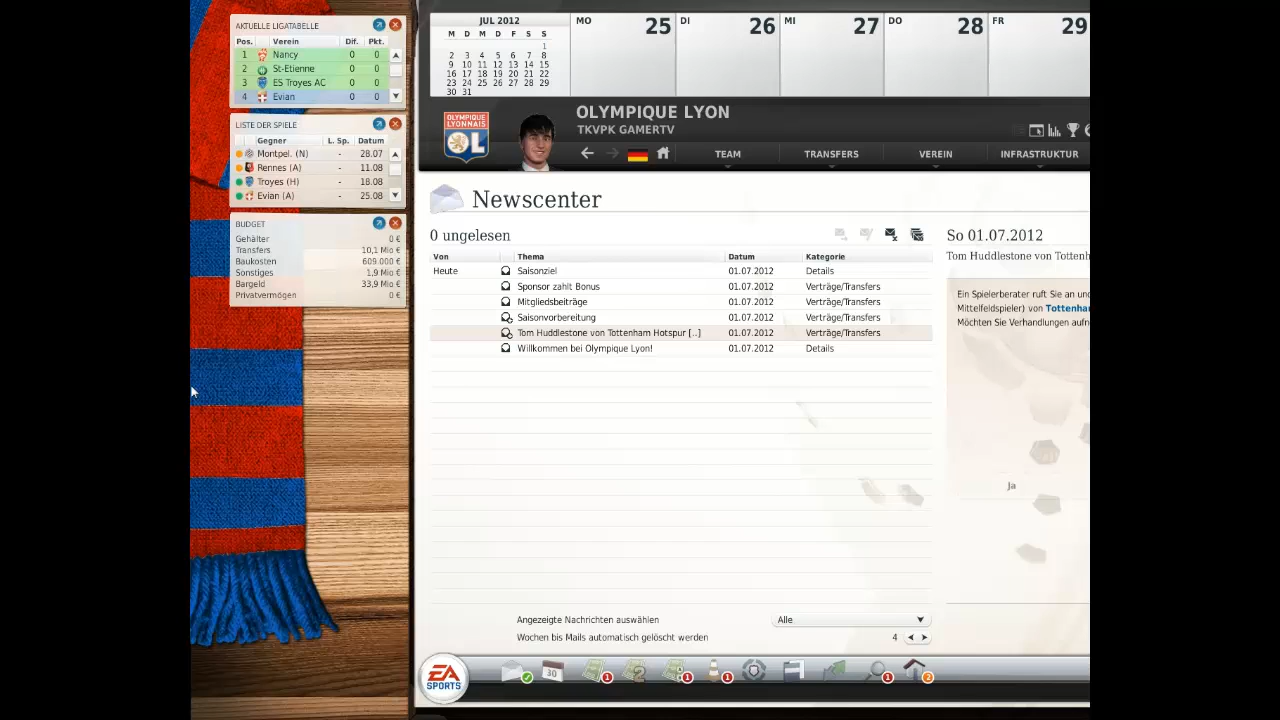 AKTUELLE LIGATABELLE
Pos. Verein Dif. Pkt.
1 Nancy 0 0
2 St-Etienne 0 0
3 ES Troyes AC 0 0
4 Evian 0 0
LISTE DER SPIELE
Gegner L. Sp. Datum
Montpel. (N) - 28.07
Rennes (A) - 11.08
Troyes (H) - 18.08
Evian (A) - 25.08
BUDGET
Gehälter 0 €
Transfers 10,1 Mio €
Baukosten 609.000 €
Sonstiges 1,9 Mio €
Bargeld 33,9 Mio €
Privatvermögen 0 €
JUL 2012
M D M D F S S
1
2 3 4 5 6 7 8
9 10 11 12 13 14 15
16 17 18 19 20 21 22
23 24 25 26 27 28 29
30 31
MO 25 DI 26 MI 27 DO 28 FR 29
OLYMPIQUE LYONNAIS
OL
OLYMPIQUE LYON
TKVPK GAMERTV
TEAM TRANSFERS VEREIN INFRASTRUKTUR
Newscenter
0 ungelesen
Von Thema Datum Kategorie
Heute Saisonziel 01.07.2012 Details
Sponsor zahlt Bonus 01.07.2012 Verträge/Transfers
Mitgliedsbeiträge 01.07.2012 Verträge/Transfers
Saisonvorbereitung 01.07.2012 Verträge/Transfers
Tom Huddlestone von Tottenham Hotspur [..] 01.07.2012 Verträge/Transfers
Willkommen bei Olympique Lyon! 01.07.2012 Details
So 01.07.2012
Tom Huddlestone von Tottenh
Ein Spielerberater ruft Sie an und
Mittelfeldspieler) von Tottenha
Möchten Sie Verhandlungen aufn
Ja
Angezeigte Nachrichten auswählen Alle
Wochen bis Mails automatisch gelöscht werden 4
EA SPORTS
30 1 2 1 1 1 2